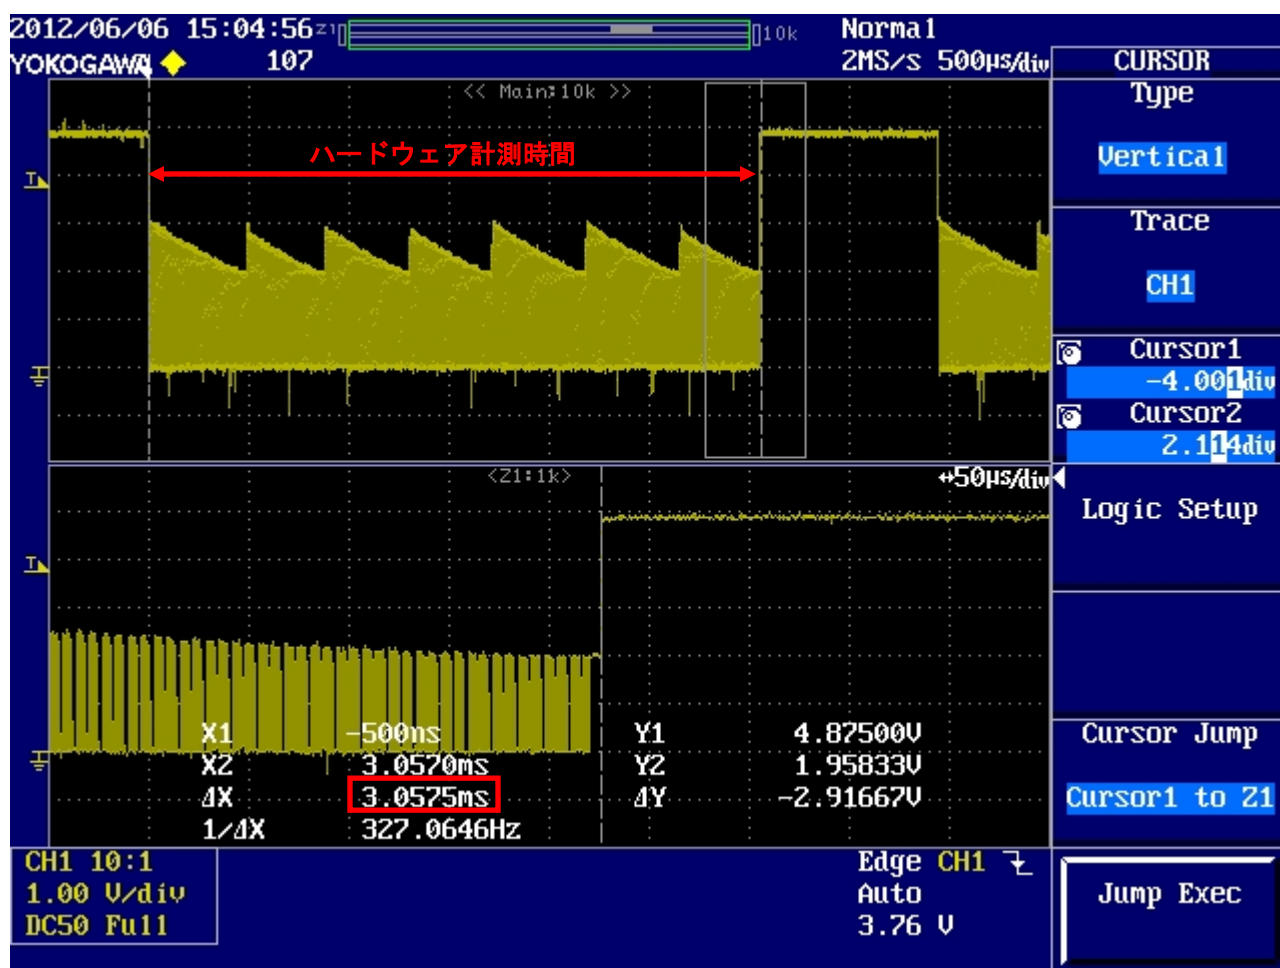 2012/06/06 15:04:56 Z1 10k Normal
YOKOGAWA 107 2MS/s 500µs/div
CURSOR
<< Main:10k >>
Type
Vertical
ハードウェア計測時間
Trace
CH1
Cursor1
-4.001div
Cursor2
2.114div
<Z1:1k>
↔50µs/div
Logic Setup
X1 -500ns Y1 4.87500V
X2 3.0570ms Y2 1.95833V
ΔX 3.0575ms ΔY -2.91667V
1/ΔX 327.0646Hz
Cursor Jump
Cursor1 to Z1
CH1 10:1
1.00 V/div
DC50 Full
Edge CH1
Auto
3.76 V
Jump Exec